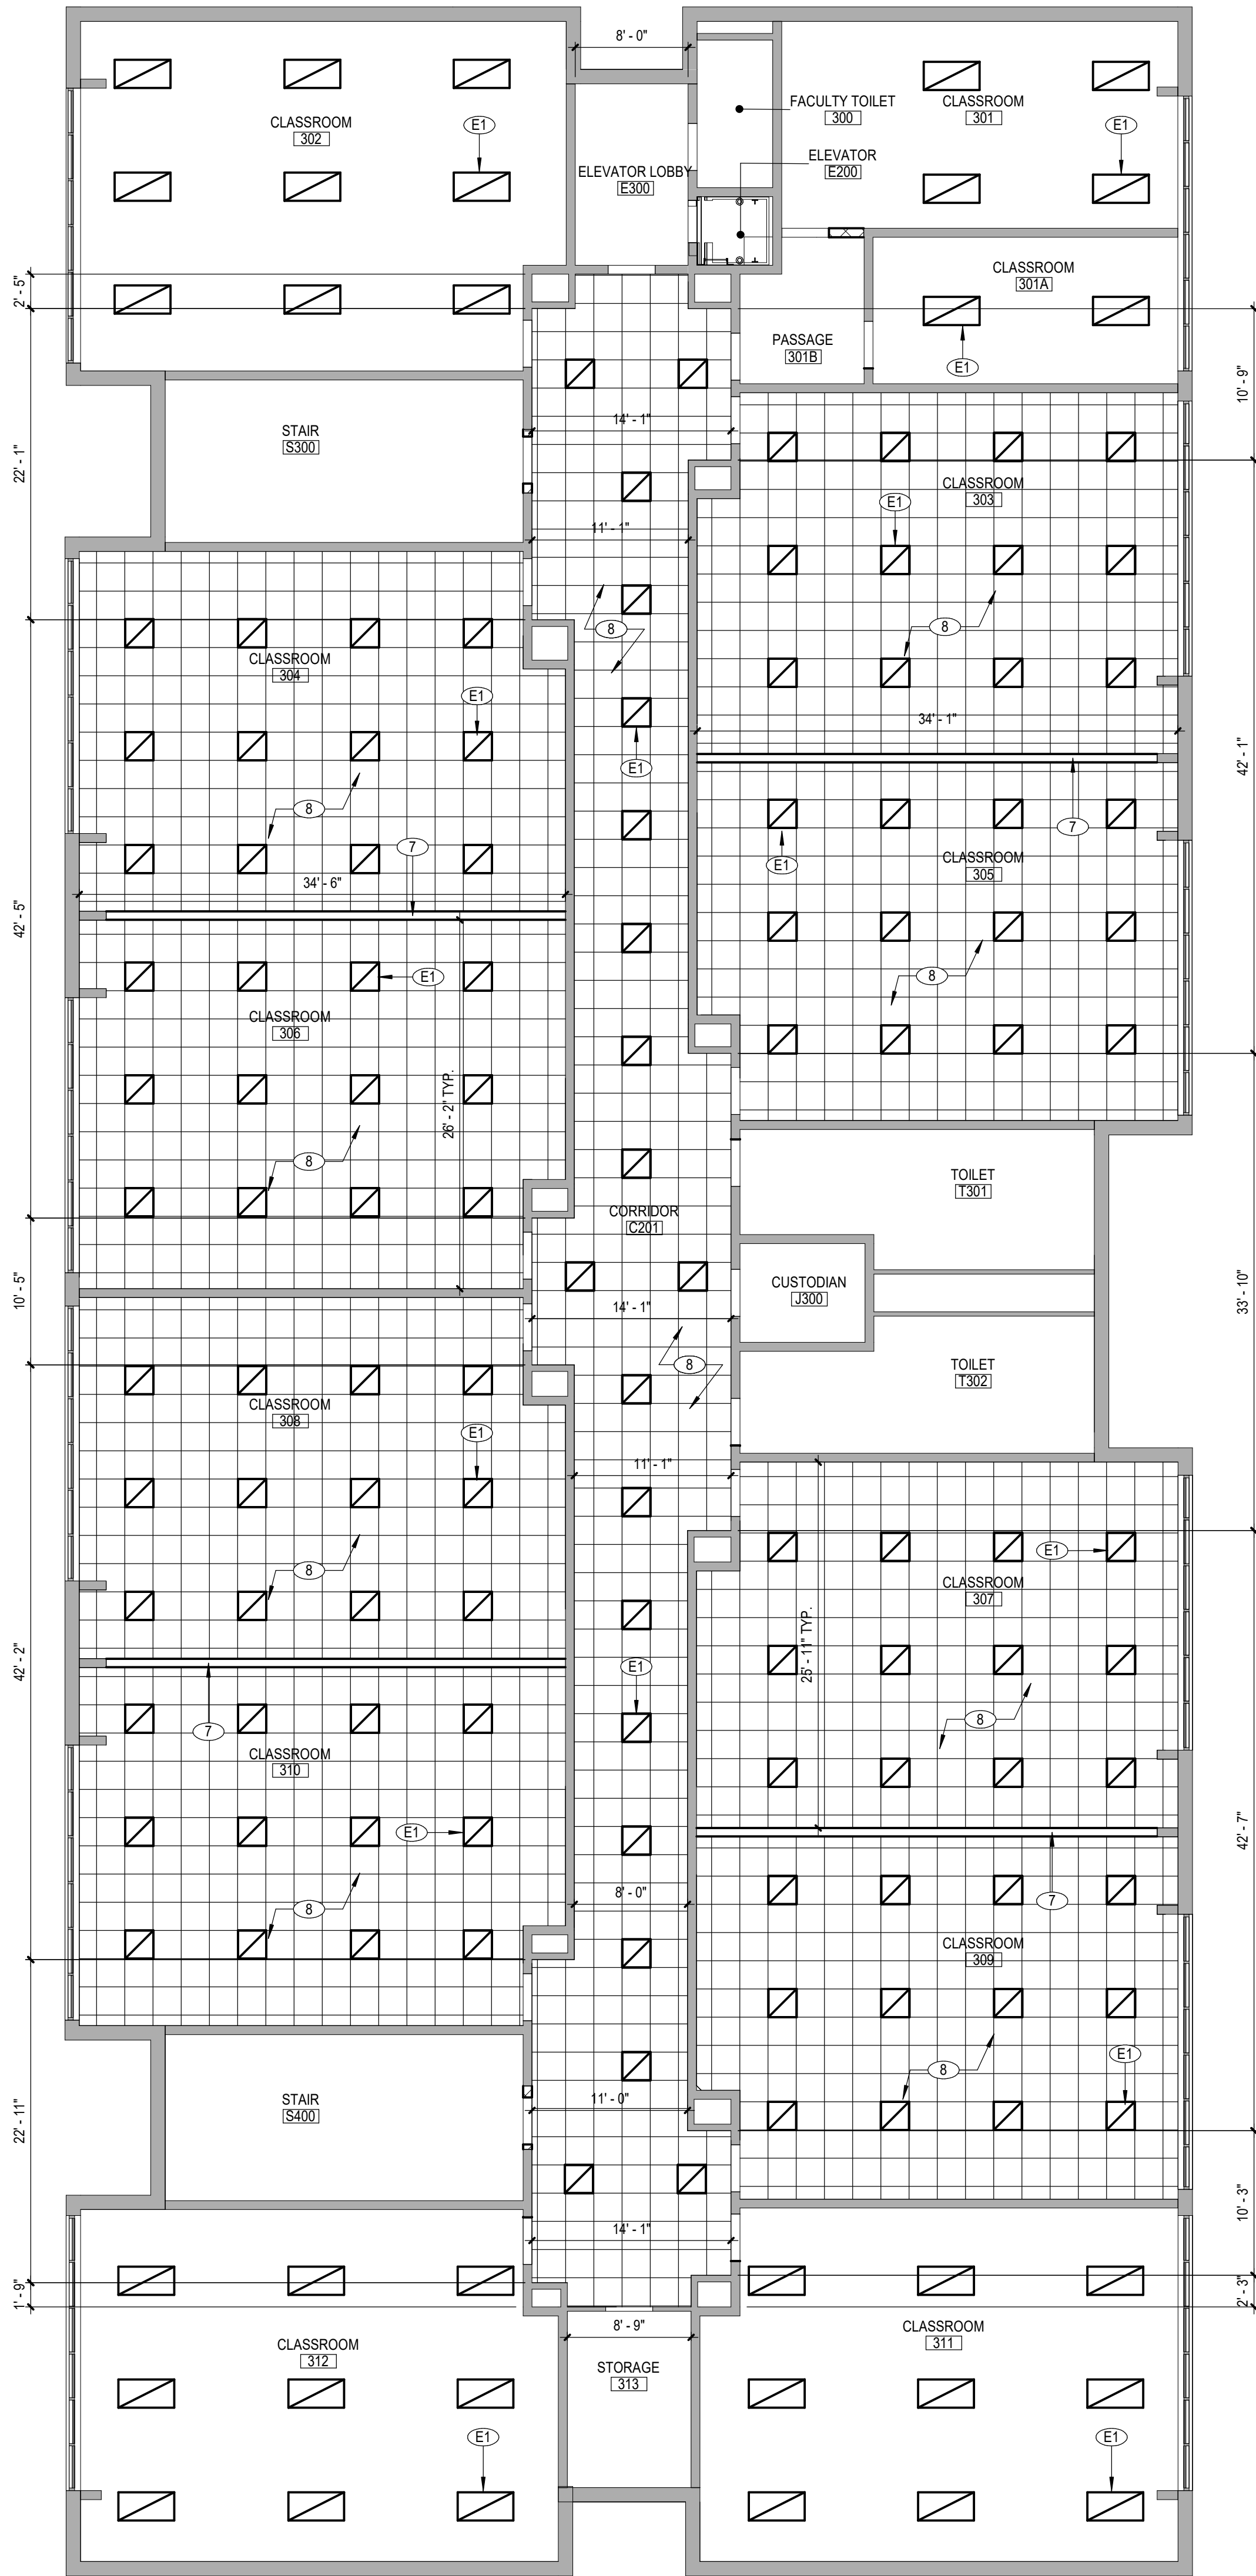 8' - 0"
FACULTY TOILET
300
CLASSROOM
301
CLASSROOM
302
E1
E1
ELEVATOR
E200
ELEVATOR LOBBY
E300
CLASSROOM
301A
2' - 5"
PASSAGE
301B
E1
10' - 9"
14' - 1"
STAIR
S300
22' - 1"
CLASSROOM
303
E1
11' - 1"
8
8
CLASSROOM
304
E1
34' - 1"
42' - 1"
E1
8
7
7
E1
CLASSROOM
305
34' - 6"
42' - 5"
E1
8
CLASSROOM
306
26' - 2" TYP.
8
TOILET
T301
CORRIDOR
C201
10' - 5"
CUSTODIAN
J300
33' - 10"
14' - 1"
8
TOILET
T302
CLASSROOM
308
E1
11' - 1"
E1
8
CLASSROOM
307
25' - 11" TYP.
42' - 2"
E1
8
7
CLASSROOM
310
E1
42' - 7"
8' - 0"
7
8
CLASSROOM
309
E1
8
STAIR
S400
11' - 0"
22' - 11"
10' - 3"
14' - 1"
1' - 9"
2' - 3"
8' - 9"
CLASSROOM
311
CLASSROOM
312
STORAGE
313
E1
E1